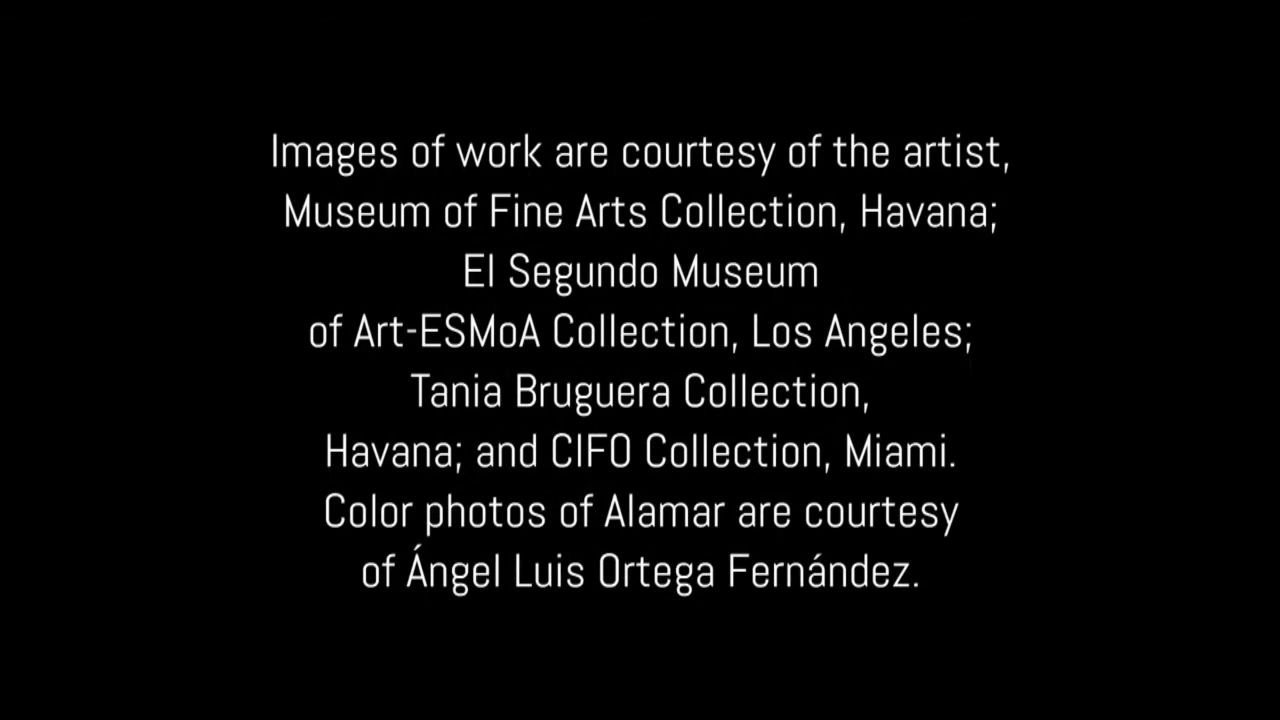 Images of work are courtesy of the artist,
Museum of Fine Arts Collection, Havana;
El Segundo Museum
of Art-ESMoA Collection, Los Angeles;
Tania Bruguera Collection,
Havana; and CIFO Collection, Miami.
Color photos of Alamar are courtesy
of Ángel Luis Ortega Fernández.